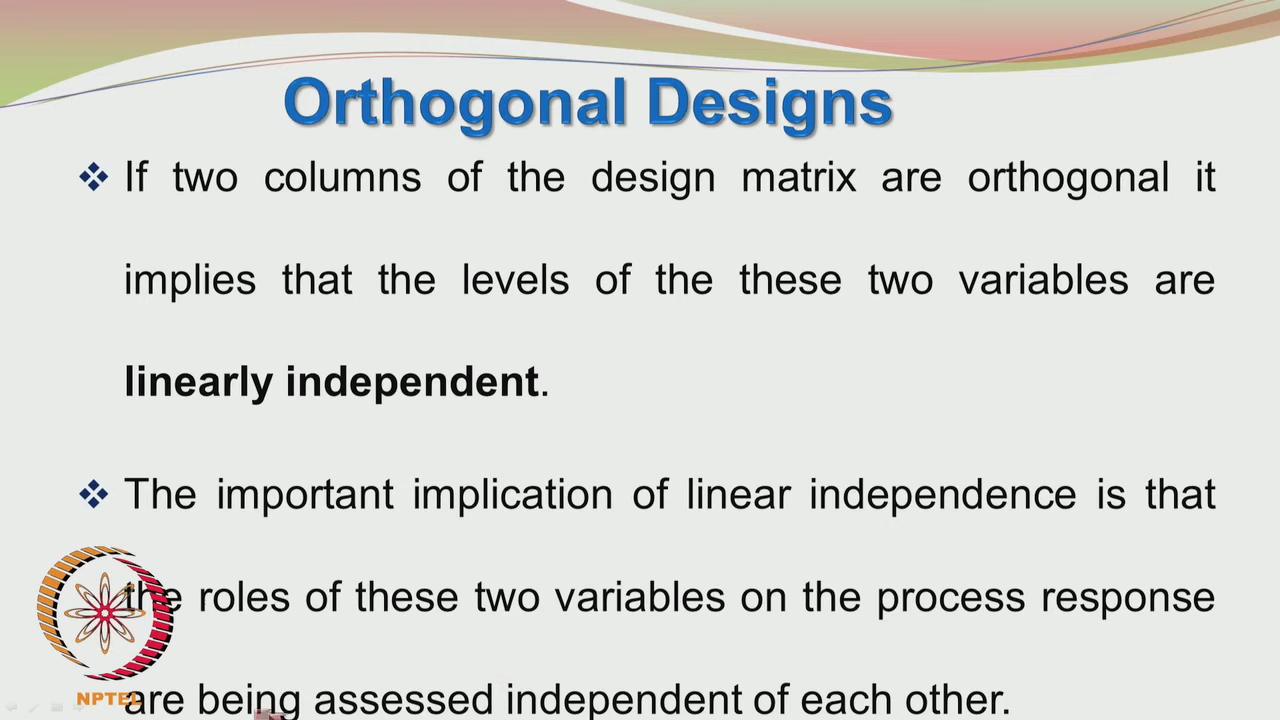 Orthogonal Designs
If two columns of the design matrix are orthogonal it
implies that the levels of the these two variables are
linearly independent.
The important implication of linear independence is that
the roles of these two variables on the process response
are being assessed independent of each other.
NPTEL